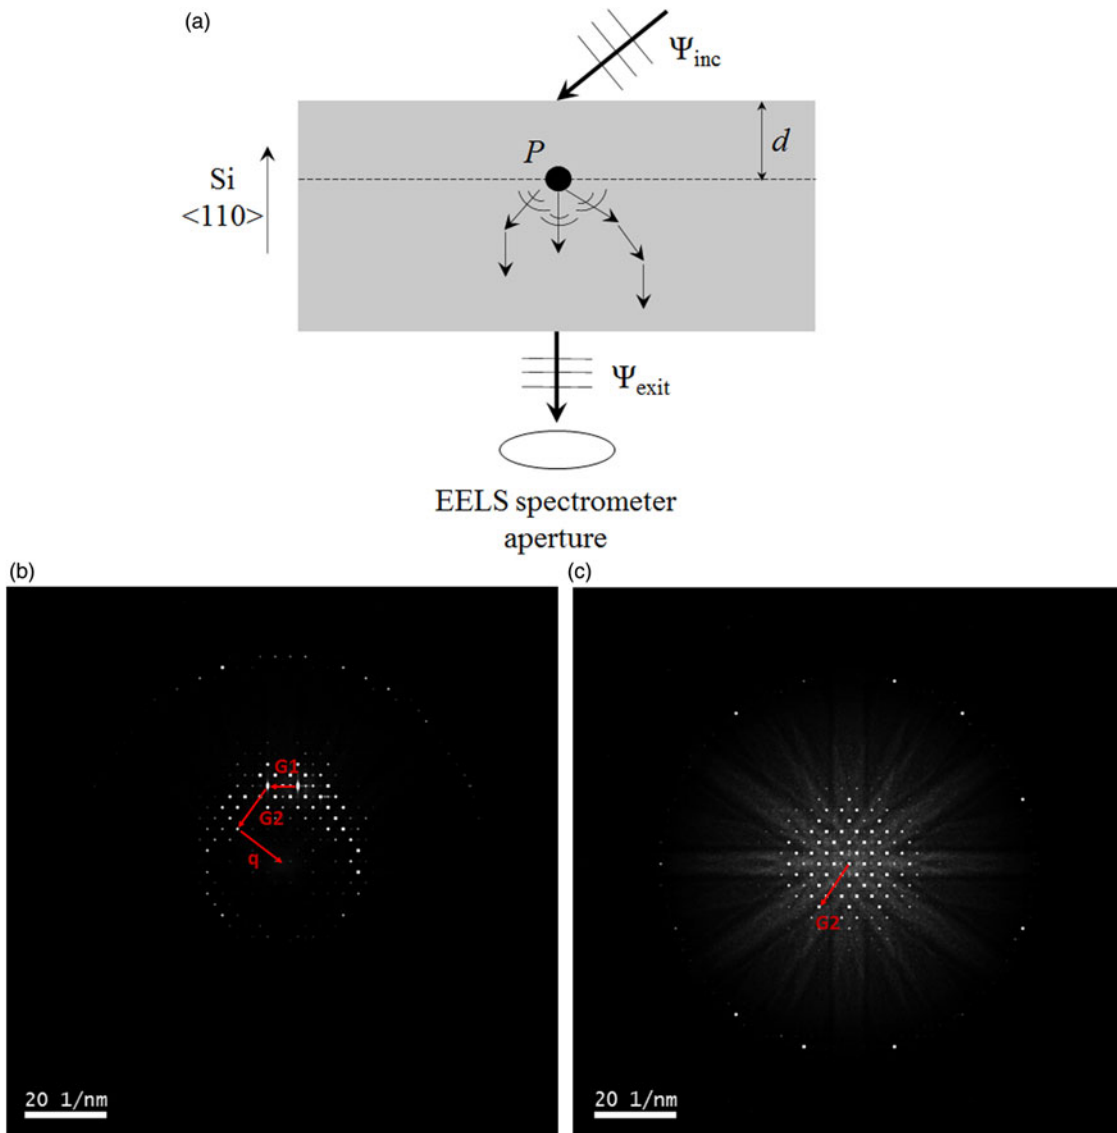 (a)
Ψinc
d
P
Si
<110>
Ψexit
EELS spectrometer
aperture
(b)
(c)
G1
G2
q
G2
20 1/nm
20 1/nm